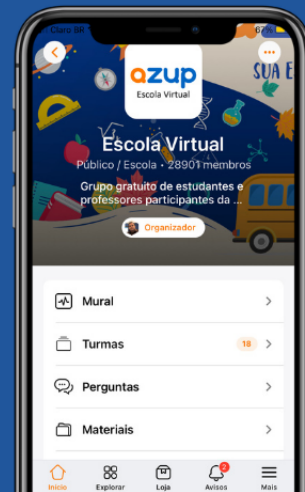 Claro BR
67%
SUA E
azup
Escola Virtual
Escola Virtual
Público / Escola • 28901 membros
Grupo gratuito de estudantes e
professores participantes da ...
Organizador
Mural
Turmas 18
Perguntas
Materiais
2
Início Explorar Loja Avisos Mais